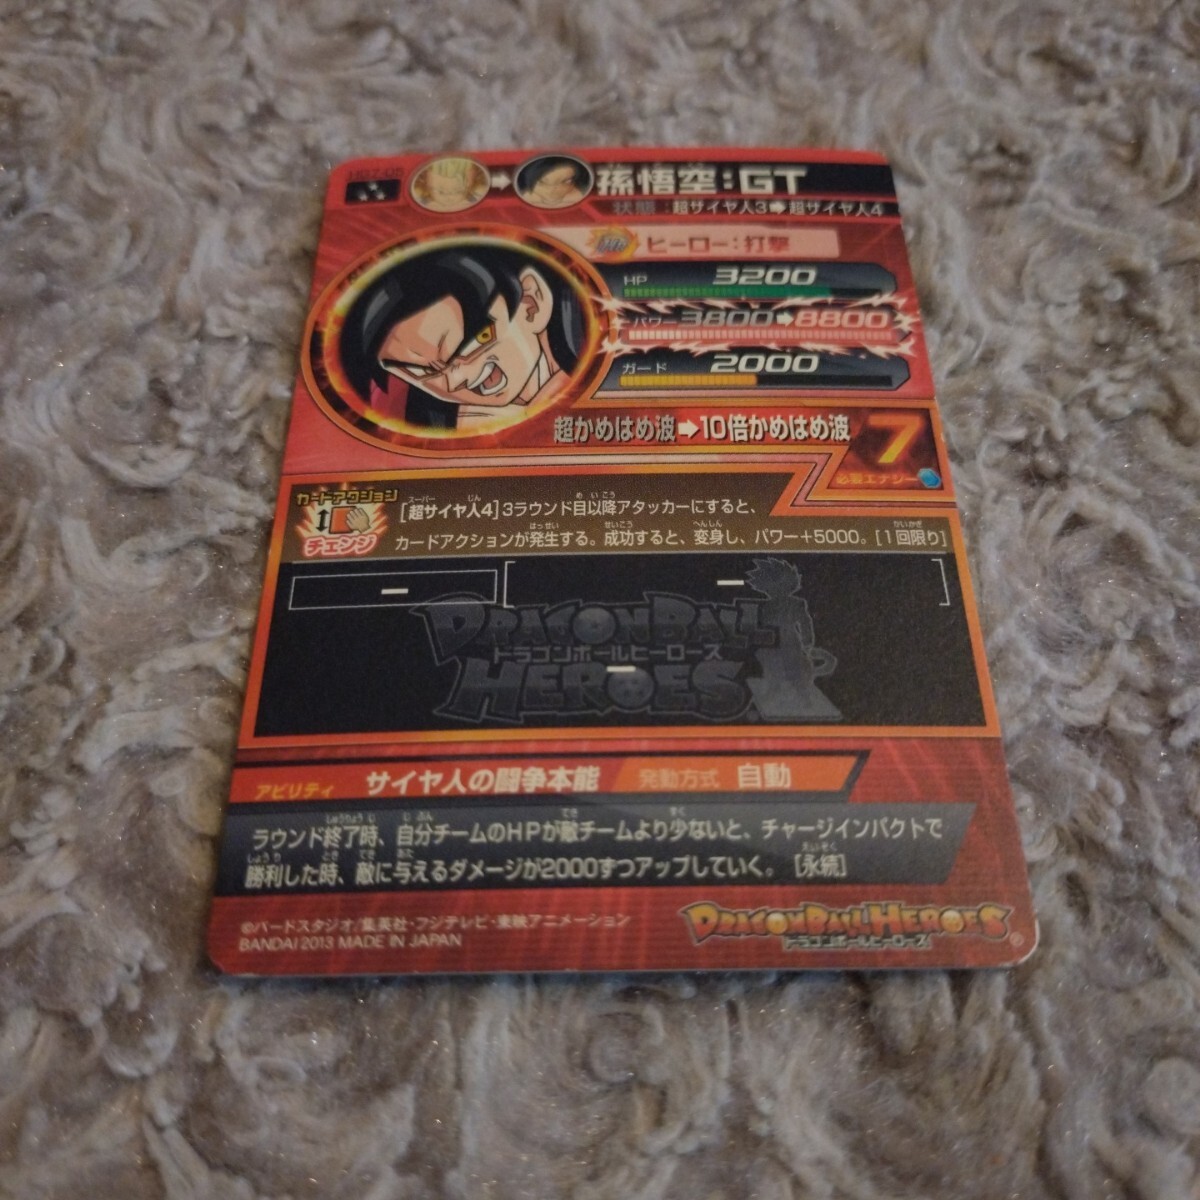 HG7-05
孫悟空:GT
状態:超サイヤ人3➡超サイヤ人4
ヒーロー:打撃
HP 3200
パワー 3800➡8800
ガード 2000
超かめはめ波➡10倍かめはめ波
7
必要エナジー
カードアクション
チェンジ
[超サイヤ人4]3ラウンド目以降アタッカーにすると、
カードアクションが発生する。成功すると、変身し、パワー+5000。[1回限り]
DRAGONBALL
ドラゴンボールヒーローズ
HEROES
アビリティ サイヤ人の闘争本能 発動方式 自動
ラウンド終了時、自分チームのHPが敵チームより少ないと、チャージインパクトで
勝利した時、敵に与えるダメージが2000ずつアップしていく。[永続]
©バードスタジオ/集英社・フジテレビ・東映アニメーション
BANDAI 2013 MADE IN JAPAN
DRAGONBALL HEROES
ドラゴンボールヒーローズ